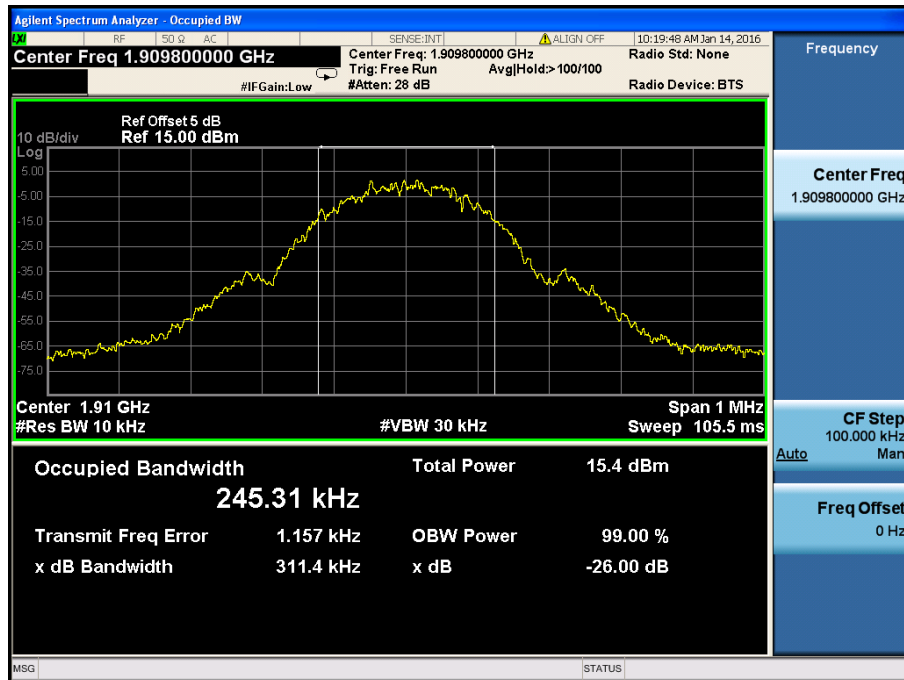 Agilent Spectrum Analyzer - Occupied BW
LXI RF 50 Ω AC SENSE:INT ALIGN OFF 10:19:48 AM Jan 14, 2016
Center Freq 1.909800000 GHz
Center Freq: 1.909800000 GHz
Radio Std: None
Trig: Free Run Avg|Hold:>100/100
#IFGain:Low
#Atten: 28 dB
Radio Device: BTS
Frequency
Ref Offset 5 dB
10 dB/div Ref 15.00 dBm
Log
5.00
-5.00
-15.0
-25.0
-35.0
-45.0
-55.0
-65.0
-75.0
Center Freq
1.909800000 GHz
Center 1.91 GHz
Span 1 MHz
#Res BW 10 kHz
#VBW 30 kHz
Sweep 105.5 ms
CF Step
100.000 kHz
Auto Man
Occupied Bandwidth
Total Power 15.4 dBm
245.31 kHz
Transmit Freq Error 1.157 kHz
OBW Power 99.00 %
x dB Bandwidth 311.4 kHz
x dB -26.00 dB
Freq Offset
0 Hz
MSG
STATUS